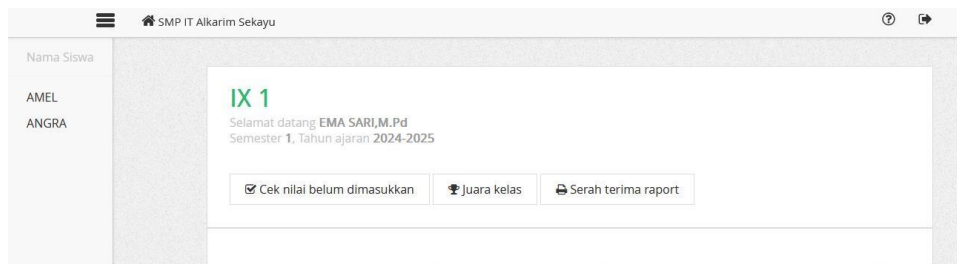 SMP IT Alkarim Sekayu
Nama Siswa
AMEL
ANGRA
IX 1
Selamat datang EMA SARI,M.Pd
Semester 1, Tahun ajaran 2024-2025
Cek nilai belum dimasukkan
Juara kelas
Serah terima raport